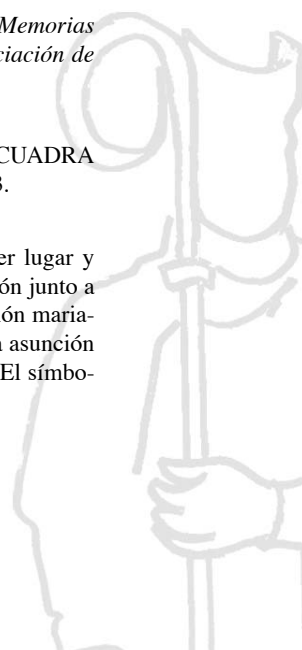 Memorias
ciación de
CUADRA
3.
er lugar y
ón junto a
ón maria-
a asunción
El símbo-